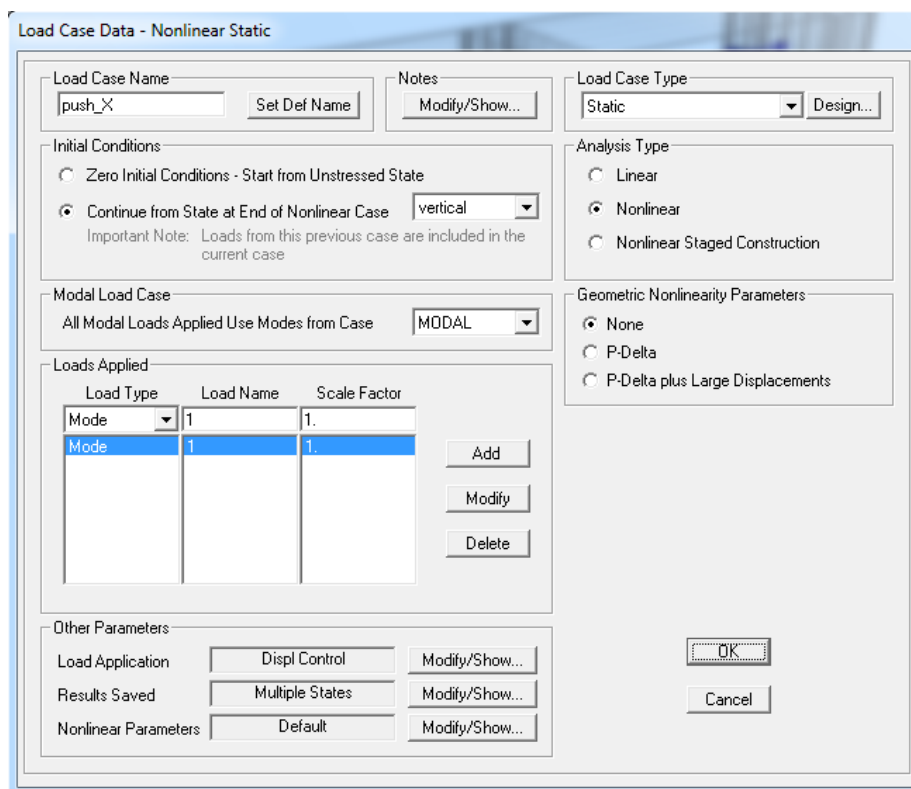 Load Case Data - Nonlinear Static
Load Case Name
push_X
Set Def Name
Notes
Modify/Show...
Load Case Type
Static
Design...
Initial Conditions
Zero Initial Conditions - Start from Unstressed State
Continue from State at End of Nonlinear Case
vertical
Important Note: Loads from this previous case are included in the
current case
Analysis Type
Linear
Nonlinear
Nonlinear Staged Construction
Modal Load Case
All Modal Loads Applied Use Modes from Case
MODAL
Geometric Nonlinearity Parameters
None
P-Delta
P-Delta plus Large Displacements
Loads Applied
Load Type Load Name Scale Factor
Mode 1 1.
Mode 1 1.
Add
Modify
Delete
Other Parameters
Load Application Displ Control Modify/Show...
Results Saved Multiple States Modify/Show...
Nonlinear Parameters Default Modify/Show...
OK
Cancel